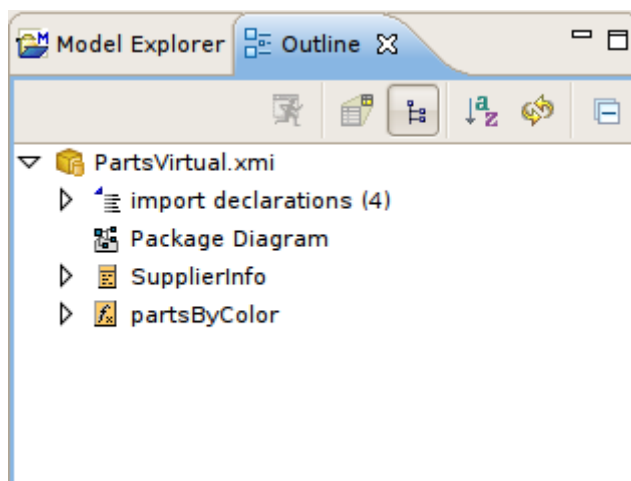 Model Explorer Outline
PartsVirtual.xmi
import declarations (4)
Package Diagram
SupplierInfo
partsByColor